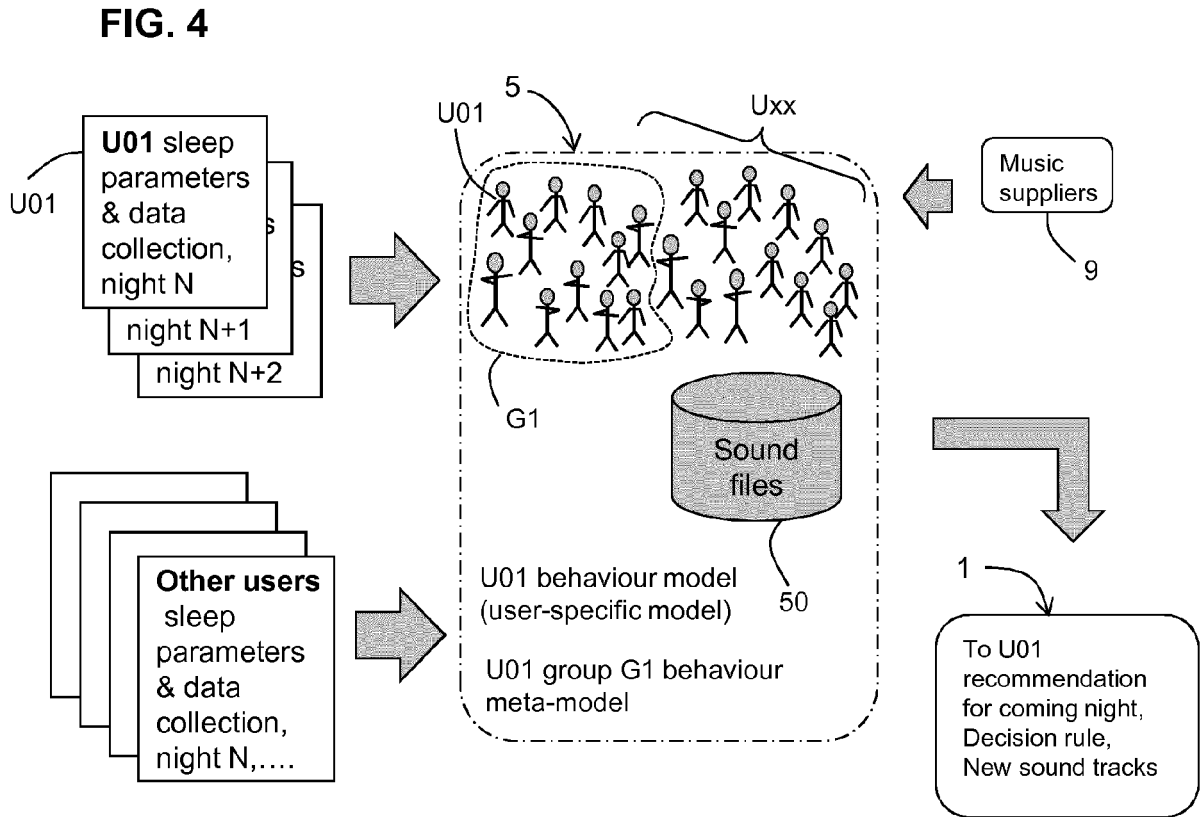 FIG. 4
U01 sleep
parameters
& data
collection,
night N
s
s
night N+1
night N+2
U01
Other users
sleep
parameters
& data
collection,
night N,....
5
U01
Uxx
G1
Sound
files
50
U01 behaviour model
(user-specific model)
U01 group G1 behaviour
meta-model
Music
suppliers
9
1
To U01
recommendation
for coming night,
Decision rule,
New sound tracks